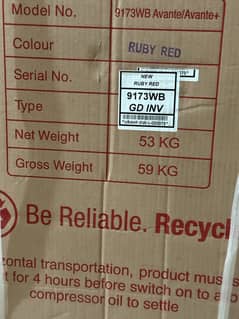 Model No. 9173WB Avante/Avante+
Colour RUBY RED
Serial No.
NEW
RUBY RED
Type 9173WB
GD INV
Net Weight 53 KG
Gross Weight 59 KG
Be Reliable. Recycl
zontal transportation, product mus
t for 4 hours before switch on to a
compressor oil to settle